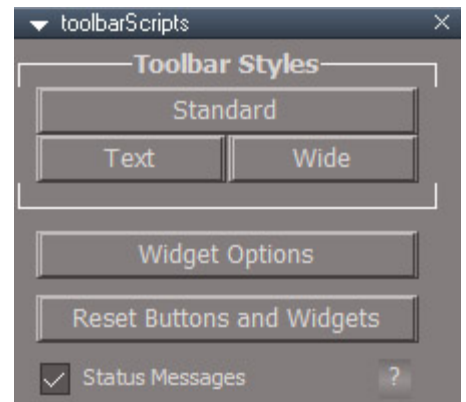 toolbarScripts
Toolbar Styles
Standard
Text Wide
Widget Options
Reset Buttons and Widgets
Status Messages ?